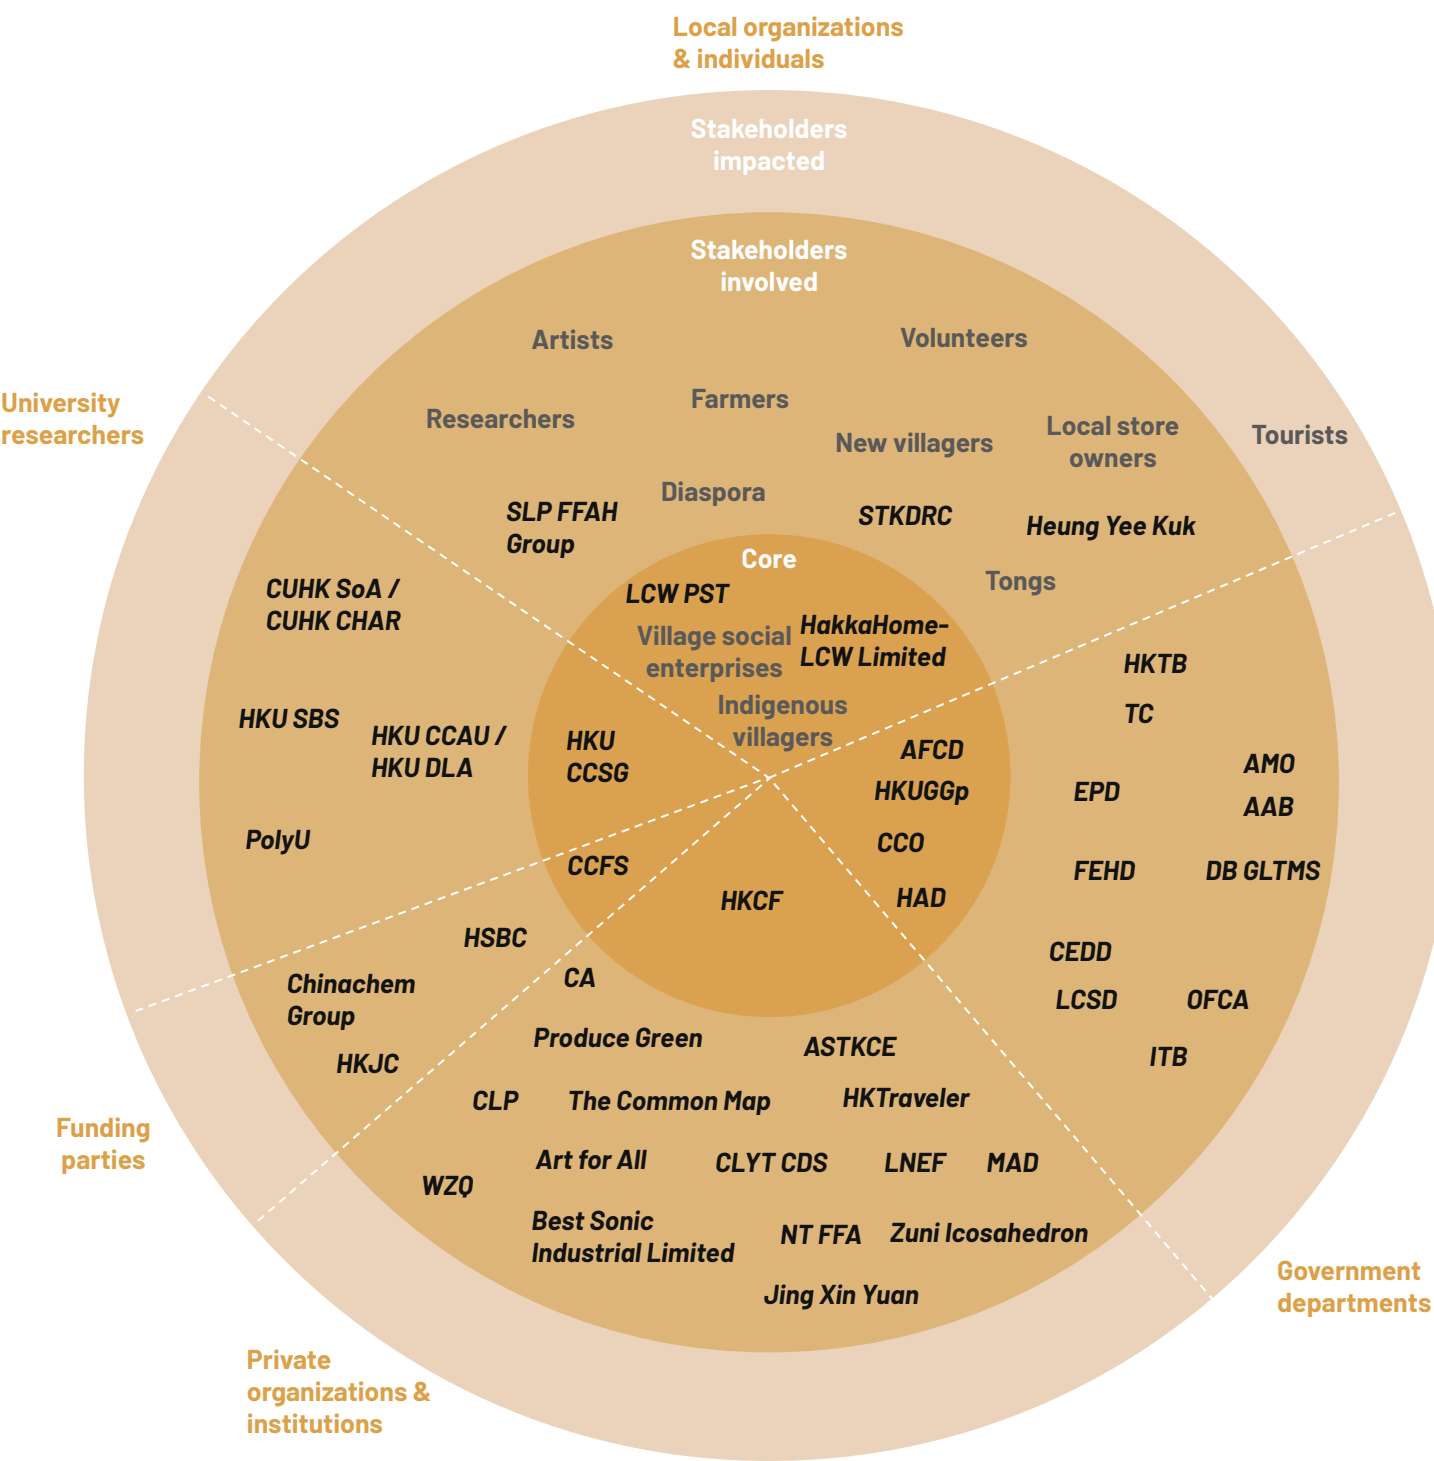 Local organizations
& individuals
Stakeholders
impacted
Stakeholders
involved
Artists
Volunteers
Farmers
Researchers
New villagers
Local store
owners
Tourists
University
researchers
Diaspora
SLP FFAH
Group
STKDRC
Heung Yee Kuk
Tongs
Core
LCW PST
HakkaHome-
LCW Limited
Village social
enterprises
Indigenous
villagers
CUHK SoA /
CUHK CHAR
HKU SBS
HKU CCAU /
HKU DLA
HKU
CCSG
PolyU
AFCD
HKUGGp
CCO
HAD
HKTB
TC
AMO
EPD
AAB
FEHD
DB GLTMS
CEDD
LCSD
OFCA
ITB
CCFS
HKCF
HSBC
Chinachem
Group
HKJC
CA
Produce Green
ASTKCE
CLP
The Common Map
HKTraveler
Art for All
CLYT CDS
LNEF
MAD
WZQ
Best Sonic
Industrial Limited
NT FFA
Zuni Icosahedron
Jing Xin Yuan
Funding
parties
Government
departments
Private
organizations &
institutions